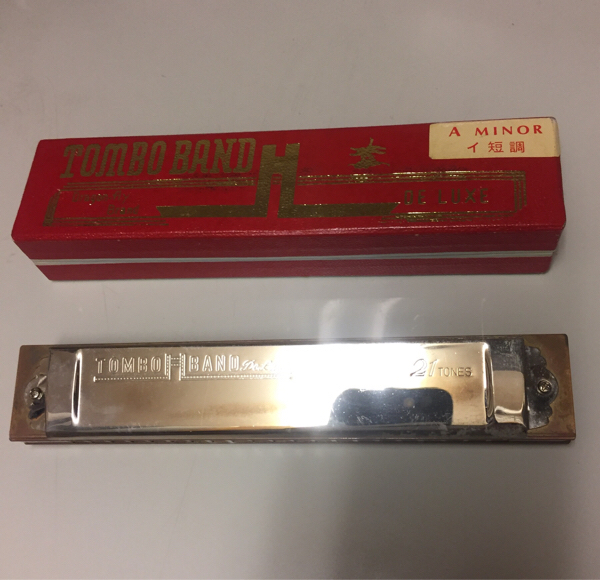 A MINOR
イ短調
TOMBO BAND
DE LUXE
TOMBO BAND
21 TONES